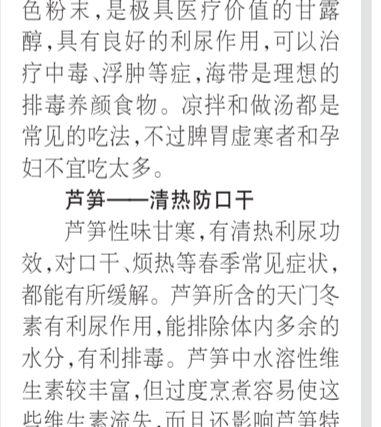 色粉末，是极具医疗价值的甘露
醇，具有良好的利尿作用，可以治
疗中毒、浮肿等症，海带是理想的
排毒养颜食物。凉拌和做汤都是
常见的吃法，不过脾胃虚寒者和孕
妇不宜吃太多。
芦笋——清热防口干
芦笋性味甘寒，有清热利尿功
效，对口干、烦热等春季常见症状，
都能有所缓解。芦笋所含的天门冬
素有利尿作用，能排除体内多余的
水分，有利排毒。芦笋中水溶性维
生素较丰富，但过度烹煮容易使这
些维生素流失，而且还影响芦笋特